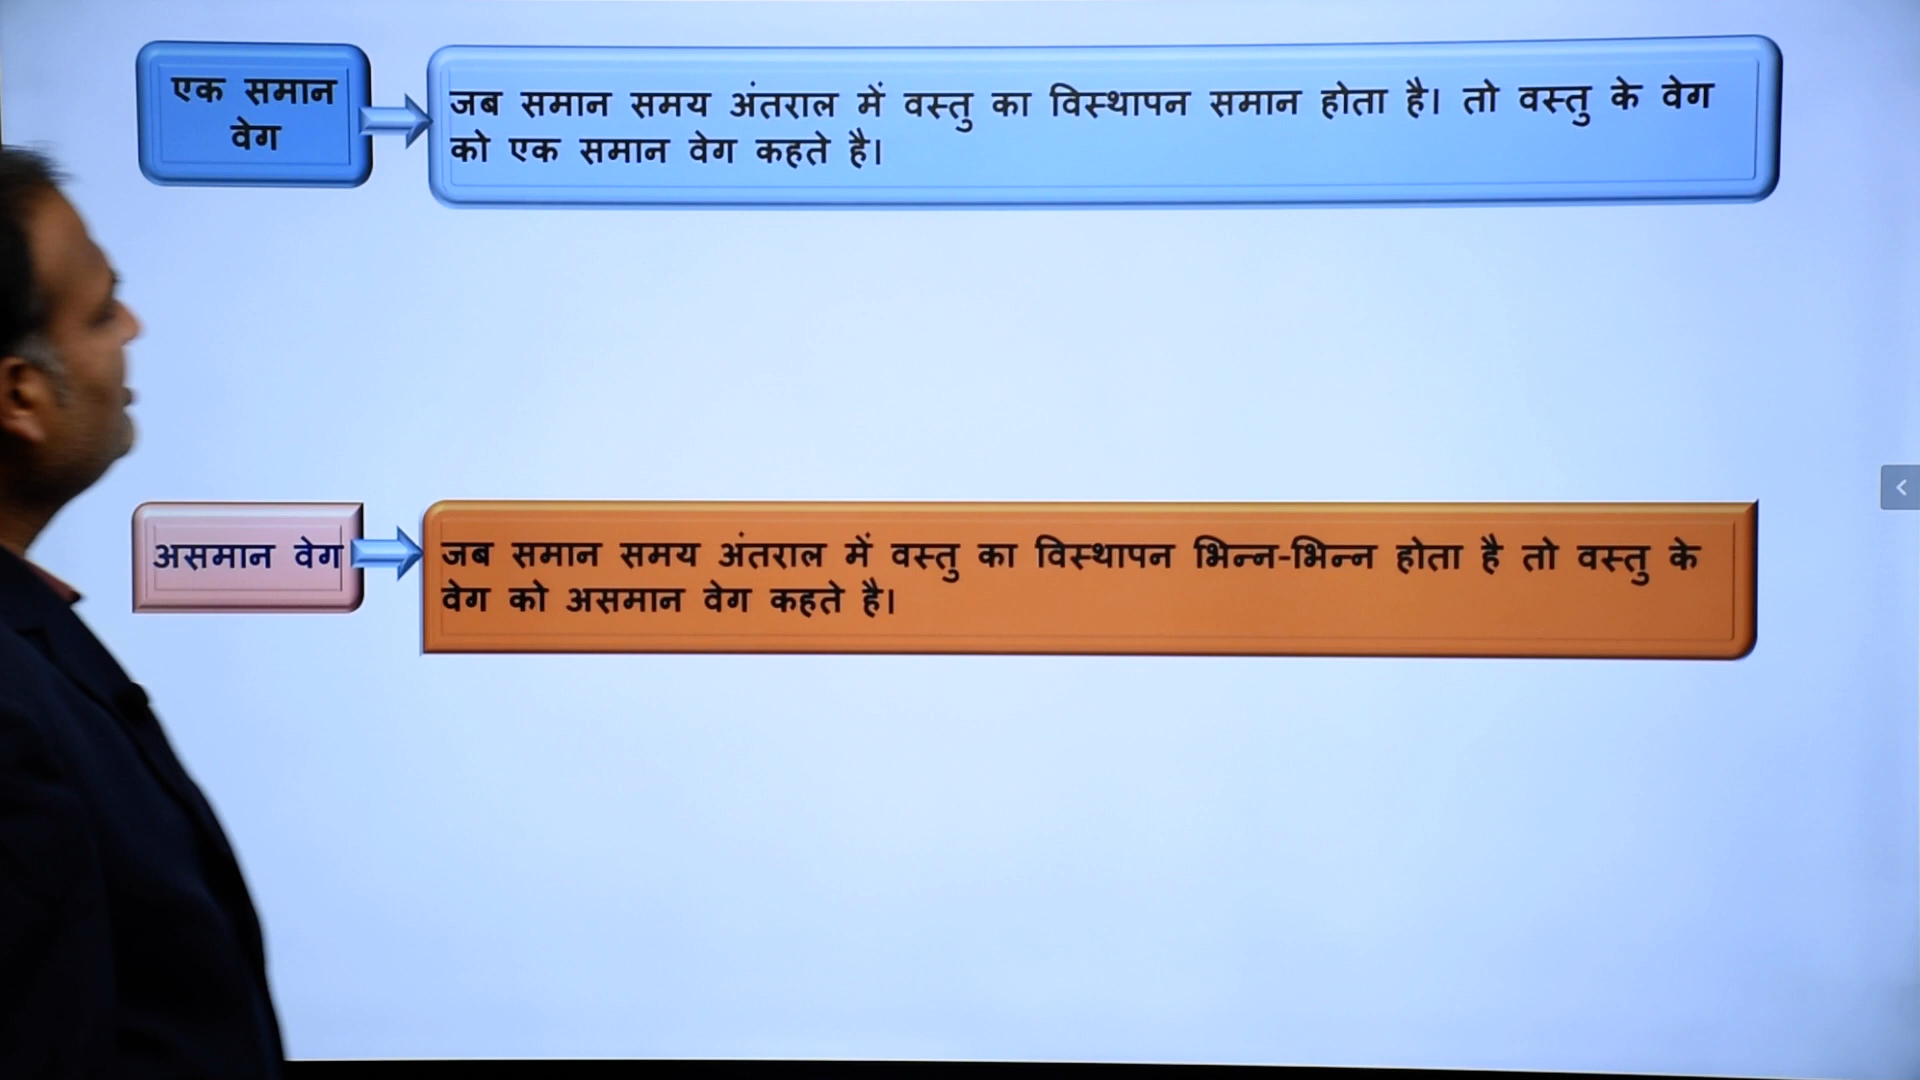 एक समान
वेग
जब समान समय अंतराल में वस्तु का विस्थापन समान होता है। तो वस्तु के वेग
को एक समान वेग कहते है।
असमान वेग
जब समान समय अंतराल में वस्तु का विस्थापन भिन्न-भिन्न होता है तो वस्तु के
वेग को असमान वेग कहते है।